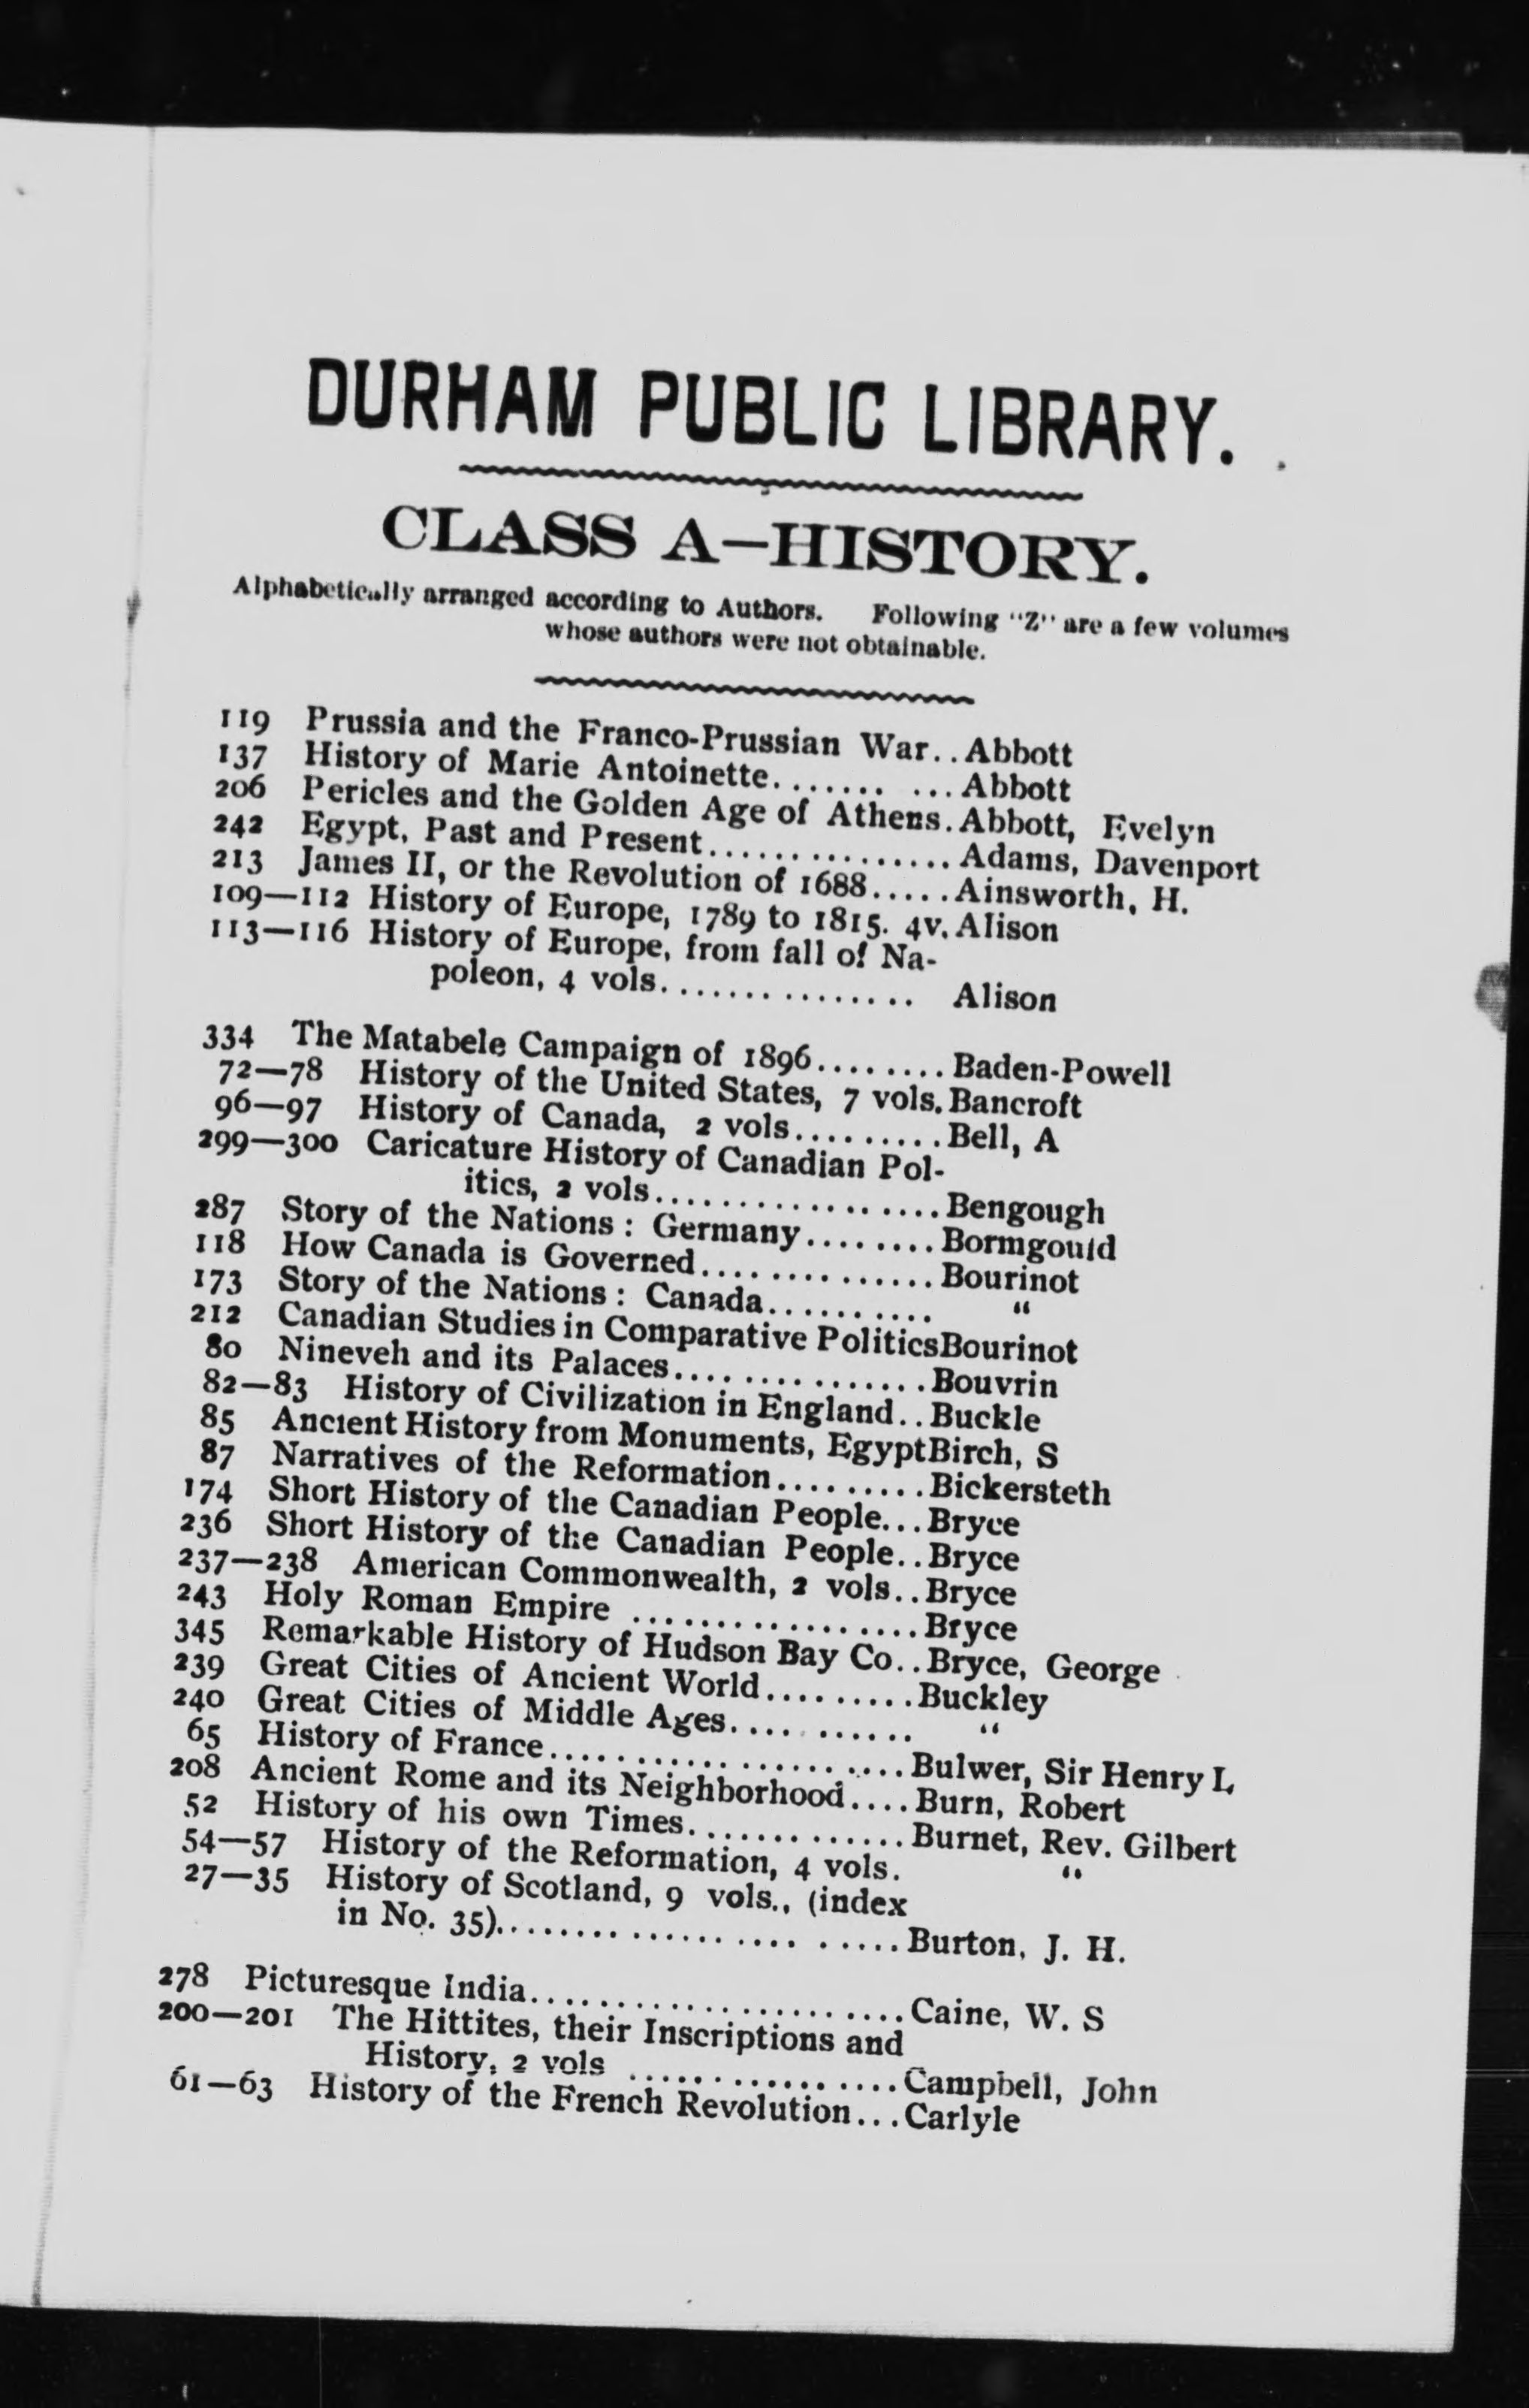 DURHAM PUBLIC LIBRARY.
CLASS A—HISTORY.
Alphabetically arranged according to Authors. Following "Z" are a few volumes
whose authors were not obtainable.
119 Prussia and the Franco-Prussian War..Abbott
137 History of Marie Antoinette....... ...Abbott
206 Pericles and the Golden Age of Athens.Abbott, Evelyn
242 Egypt, Past and Present................Adams, Davenport
213 James II, or the Revolution of 1688.....Ainsworth, H.
109—112 History of Europe, 1789 to 1815. 4v.Alison
113—116 History of Europe, from fall of Na-
poleon, 4 vols............... Alison
334 The Matabele Campaign of 1896........Baden-Powell
72—78 History of the United States, 7 vols.Bancroft
96—97 History of Canada, 2 vols.........Bell, A
299—300 Caricature History of Canadian Pol-
itics, 2 vols..................Bengough
287 Story of the Nations : Germany........Bormgould
118 How Canada is Governed...............Bourinot
173 Story of the Nations : Canada.......... "
212 Canadian Studies in Comparative PoliticsBourinot
80 Nineveh and its Palaces................Bouvrin
82—83 History of Civilization in England..Buckle
85 Ancient History from Monuments, EgyptBirch, S
87 Narratives of the Reformation.........Bickersteth
174 Short History of the Canadian People...Bryce
236 Short History of the Canadian People..Bryce
237—238 American Commonwealth, 2 vols..Bryce
243 Holy Roman Empire ..................Bryce
345 Remarkable History of Hudson Bay Co..Bryce, George
239 Great Cities of Ancient World.........Buckley
240 Great Cities of Middle Ages........... "
65 History of France......................Bulwer, Sir Henry L
208 Ancient Rome and its Neighborhood....Burn, Robert
52 History of his own Times..............Burnet, Rev. Gilbert
54—57 History of the Reformation, 4 vols. "
27—35 History of Scotland, 9 vols., (index
in No. 35)........................Burton, J. H.
278 Picturesque India.......................Caine, W. S
200—201 The Hittites, their Inscriptions and
History, 2 vols .................Campbell, John
61—63 History of the French Revolution...Carlyle